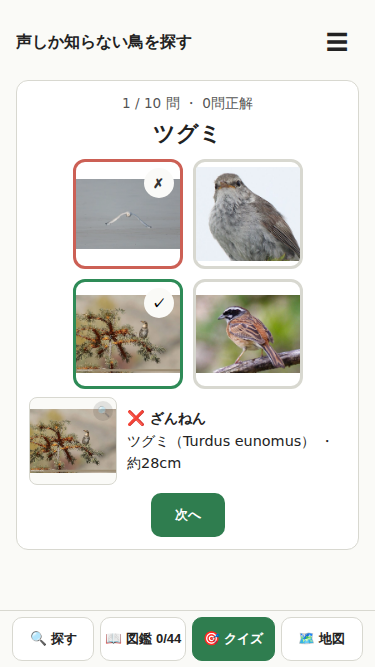 声しか知らない鳥を探す
☰
1 / 10 問 ・ 0問正解
ツグミ
✗
✓
❌ ざんねん
ツグミ（Turdus eunomus） ・
約28cm
次へ
🔍 探す
📖 図鑑 0/44
🎯 クイズ
🗺️ 地図